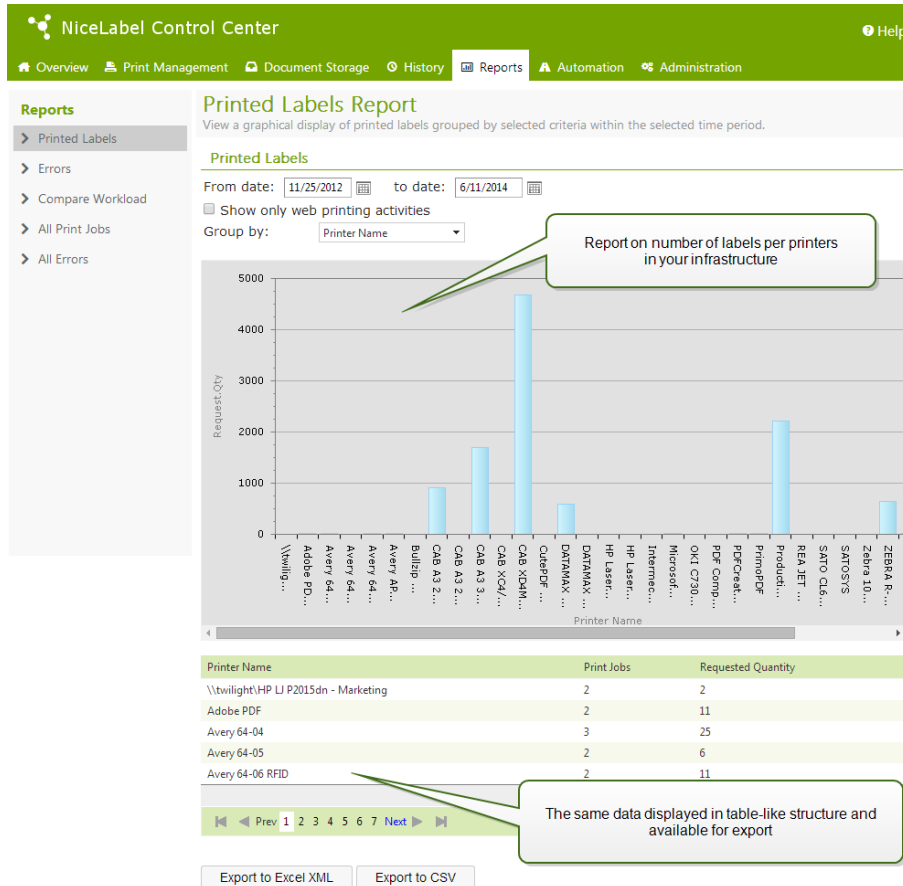 NiceLabel Control Center
Help
Overview Print Management Document Storage History Reports Automation Administration
Reports
Printed Labels
Errors
Compare Workload
All Print Jobs
All Errors
Printed Labels Report
View a graphical display of printed labels grouped by selected criteria within the selected time period.
Printed Labels
From date: 11/25/2012 to date: 6/11/2014
Show only web printing activities
Group by: Printer Name
Report on number of labels per printers
in your infrastructure
5000
4000
3000
2000
1000
0
Request.Qty
\\twilig...
Adobe PD...
Avery 64...
Avery 64...
Avery 64...
Avery AP...
Bullzip ...
CAB A3 2...
CAB A3 2...
CAB A3 3...
CAB XC4/...
CAB XD4M...
CutePDF ...
DATAMAX ...
DATAMAX ...
HP Laser...
HP Laser...
Intermec...
Microsof...
OKI C730...
PDF Comp...
PDFCreat...
PrimoPDF
Producti...
REA JET ...
SATO CL6...
SATOSYS
Zebra 10...
ZEBRA R-...
Printer Name
Printer Name Print Jobs Requested Quantity
\\twilight\HP LJ P2015dn - Marketing 2 2
Adobe PDF 2 11
Avery 64-04 3 25
Avery 64-05 2 6
Avery 64-06 RFID 2 11
The same data displayed in table-like structure and
available for export
Prev 1 2 3 4 5 6 7 Next
Export to Excel XML Export to CSV